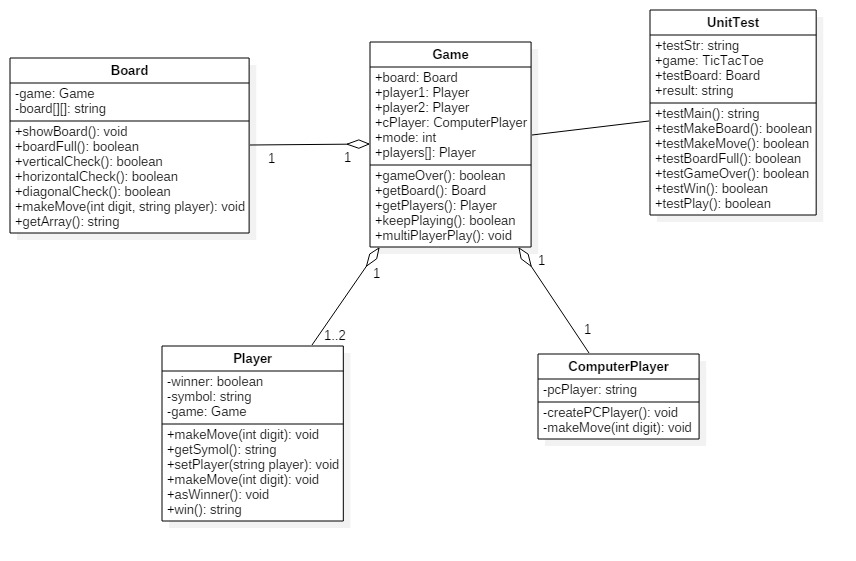 Board
-game: Game
-board[][]: string
+showBoard(): void
+boardFull(): boolean
+verticalCheck(): boolean
+horizontalCheck(): boolean
+diagonalCheck(): boolean
+makeMove(int digit, string player): void
+getArray(): string
1
1
Game
+board: Board
+player1: Player
+player2: Player
+cPlayer: ComputerPlayer
+mode: int
+players[]: Player
+gameOver(): boolean
+getBoard(): Board
+getPlayers(): Player
+keepPlaying(): boolean
+multiPlayerPlay(): void
UnitTest
+testStr: string
+game: TicTacToe
+testBoard: Board
+result: string
+testMain(): string
+testMakeBoard(): boolean
+testMakeMove(): boolean
+testBoardFull(): boolean
+testGameOver(): boolean
+testWin(): boolean
+testPlay(): boolean
1
1..2
1
1
Player
-winner: boolean
-symbol: string
-game: Game
+makeMove(int digit): void
+getSymol(): string
+setPlayer(string player): void
+makeMove(int digit): void
+asWinner(): void
+win(): string
ComputerPlayer
-pcPlayer: string
-createPCPlayer(): void
-makeMove(int digit): void